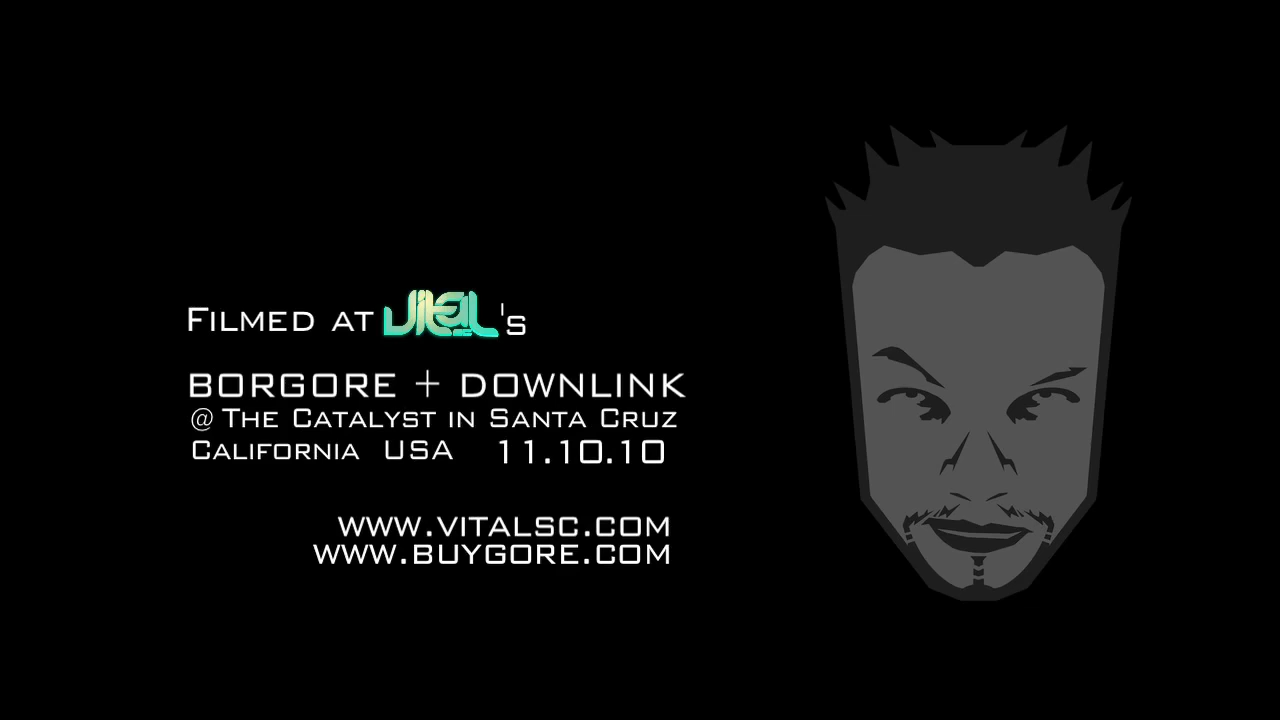 Filmed at Vital's
BORGORE + DOWNLINK
@ The Catalyst in Santa Cruz
California USA 11.10.10
www.vitalsc.com
www.buygore.com